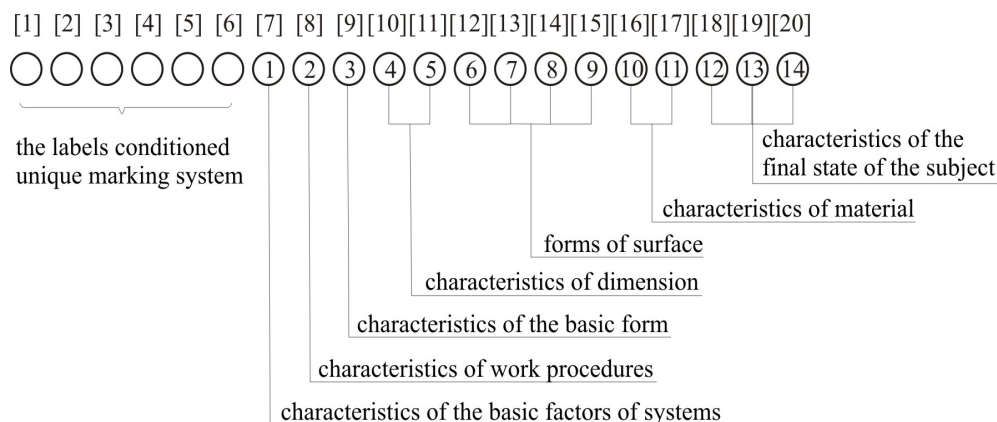 [1] [2] [3] [4] [5] [6] [7] [8] [9] [10] [11] [12] [13] [14] [15] [16] [17] [18] [19] [20]
1 2 3 4 5 6 7 8 9 10 11 12 13 14
the labels conditioned
unique marking system
characteristics of the
final state of the subject
characteristics of material
forms of surface
characteristics of dimension
characteristics of the basic form
characteristics of work procedures
characteristics of the basic factors of systems